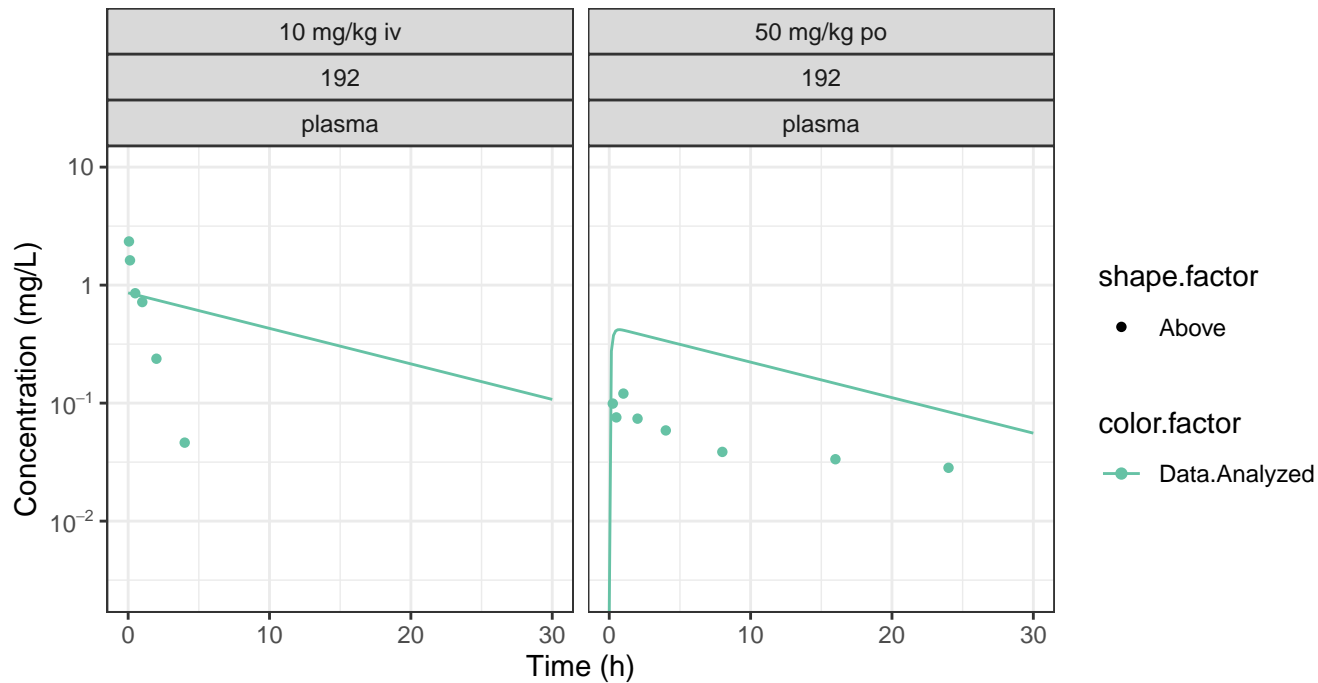 10 mg/kg iv
50 mg/kg po
192
192
plasma
plasma
10
1
10⁻¹
10⁻²
Concentration (mg/L)
0
10
20
30
0
10
20
30
Time (h)
shape.factor
Above
color.factor
Data.Analyzed